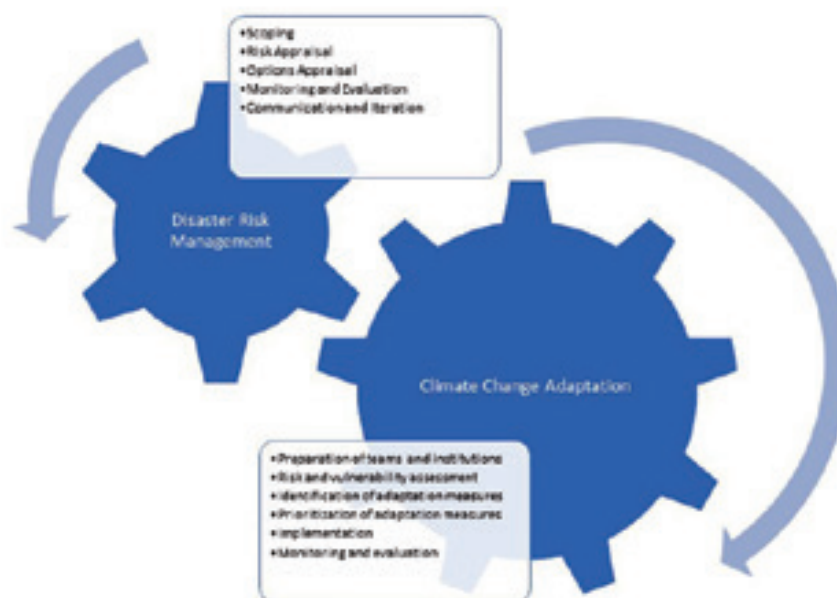 •Scoping
•Risk Appraisal
•Options Appraisal
•Monitoring and Evaluation
•Communication and Iteration
Disaster Risk
Management
Climate Change Adaptation
•Preparation of teams and institutions
•Risk and vulnerability assessment
•Identification of adaptation measures
•Prioritization of adaptation measures
•Implementation
•Monitoring and evaluation